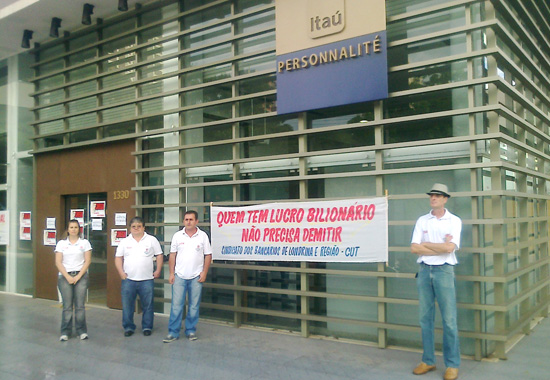 Itaú
PERSONNALITÉ
1330
QUEM TEM LUCRO BILIONÁRIO
NÃO PRECISA DEMITIR
SINDICATO DOS BANCÁRIOS DE LONDRINA E REGIÃO - CUT